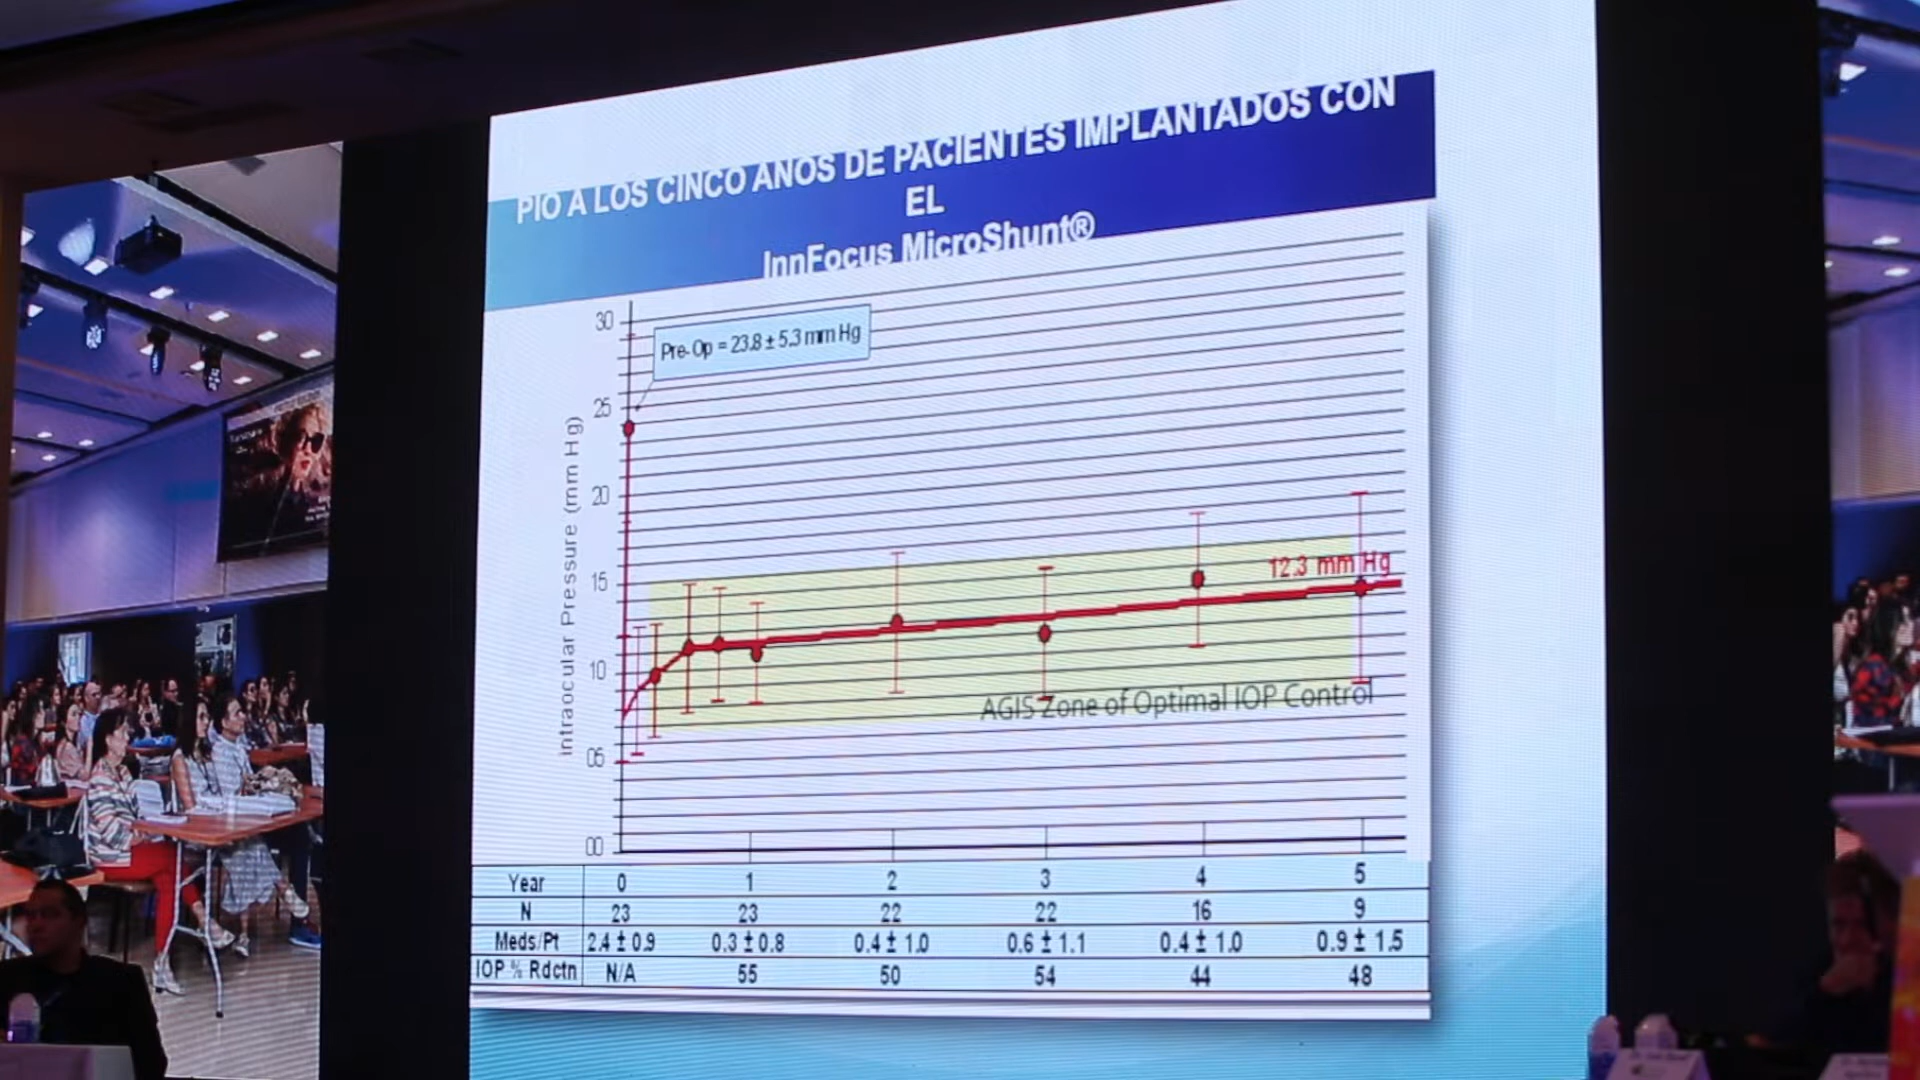 PIO A LOS CINCO ANOS DE PACIENTES IMPLANTADOS CON
EL
InnFocus MicroShunt®
30
Pre-Op = 23.8 ± 5.3 mm Hg
25
20
15
10
05
00
Intraocular Pressure (mm Hg)
12.3 mm Hg
AGIS Zone of Optimal IOP Control
Year 0 1 2 3 4 5
N 23 23 22 22 16 9
Meds/Pt 2.4 ± 0.9 0.3 ± 0.8 0.4 ± 1.0 0.6 ± 1.1 0.4 ± 1.0 0.9 ± 1.5
IOP % Rdctn N/A 55 50 54 44 48